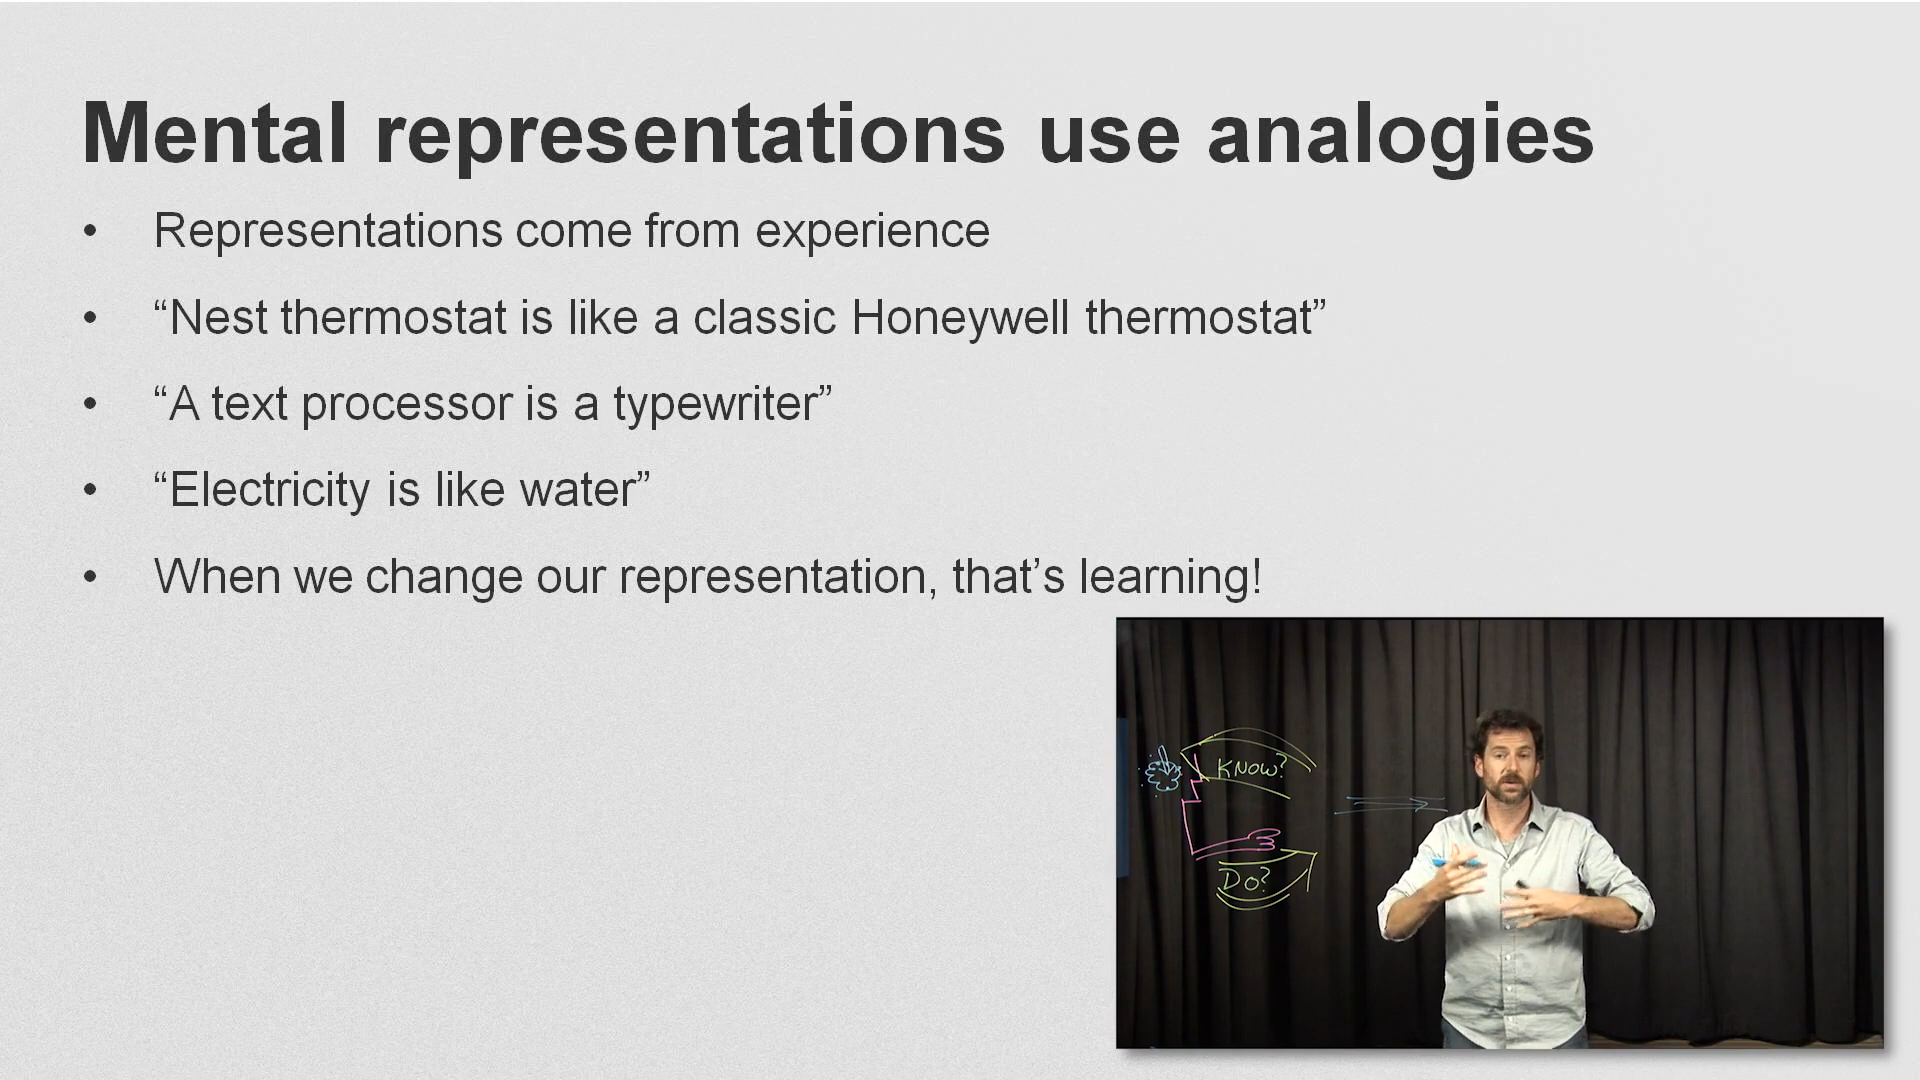 Mental representations use analogies
• Representations come from experience
• “Nest thermostat is like a classic Honeywell thermostat”
• “A text processor is a typewriter”
• “Electricity is like water”
• When we change our representation, that’s learning!
KNOW?
DO?